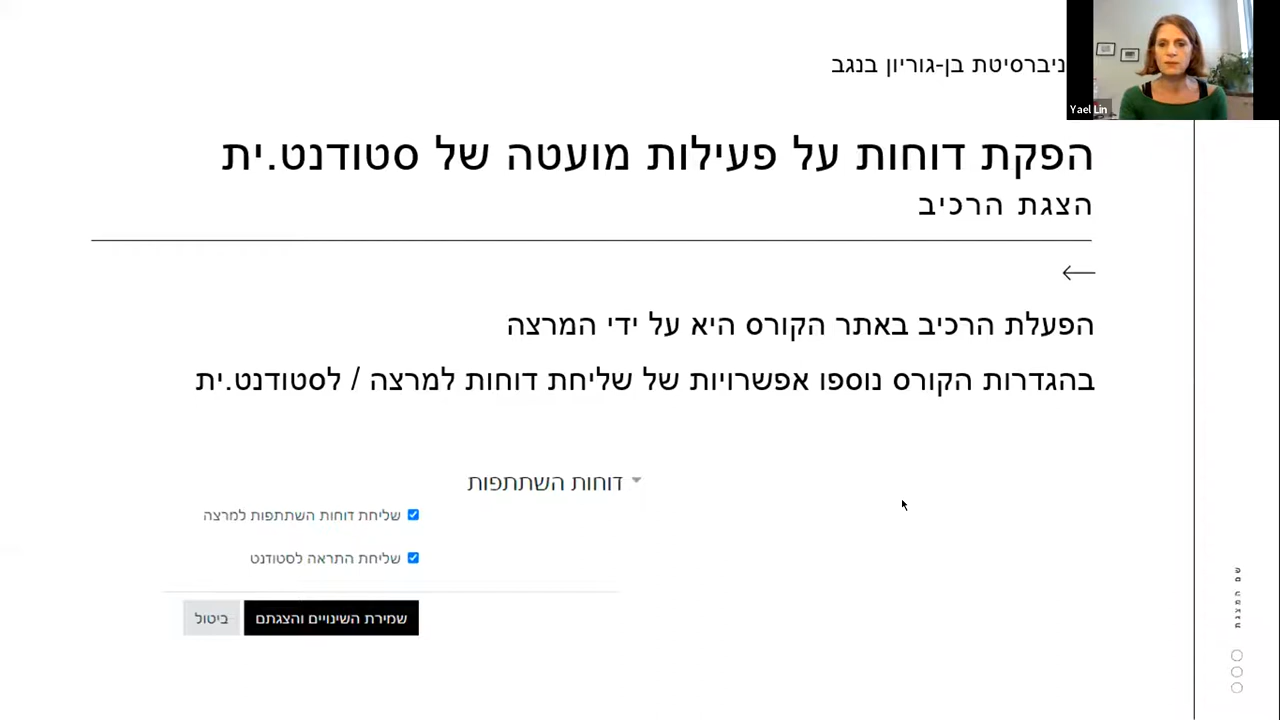 ניברסיטת בן-גוריון בנגב
Yael Lin
הפקת דוחות על פעילות מועטה של סטודנט.ית
הצגת הרכיב
הפעלת הרכיב באתר הקורס היא על ידי המרצה
בהגדרות הקורס נוספו אפשרויות של שליחת דוחות למרצה / לסטודנט.ית
דוחות השתתפות
שליחת דוחות השתתפות למרצה
שליחת התראה לסטודנט
שמירת השינויים והצגתם
ביטול
שם המצגת